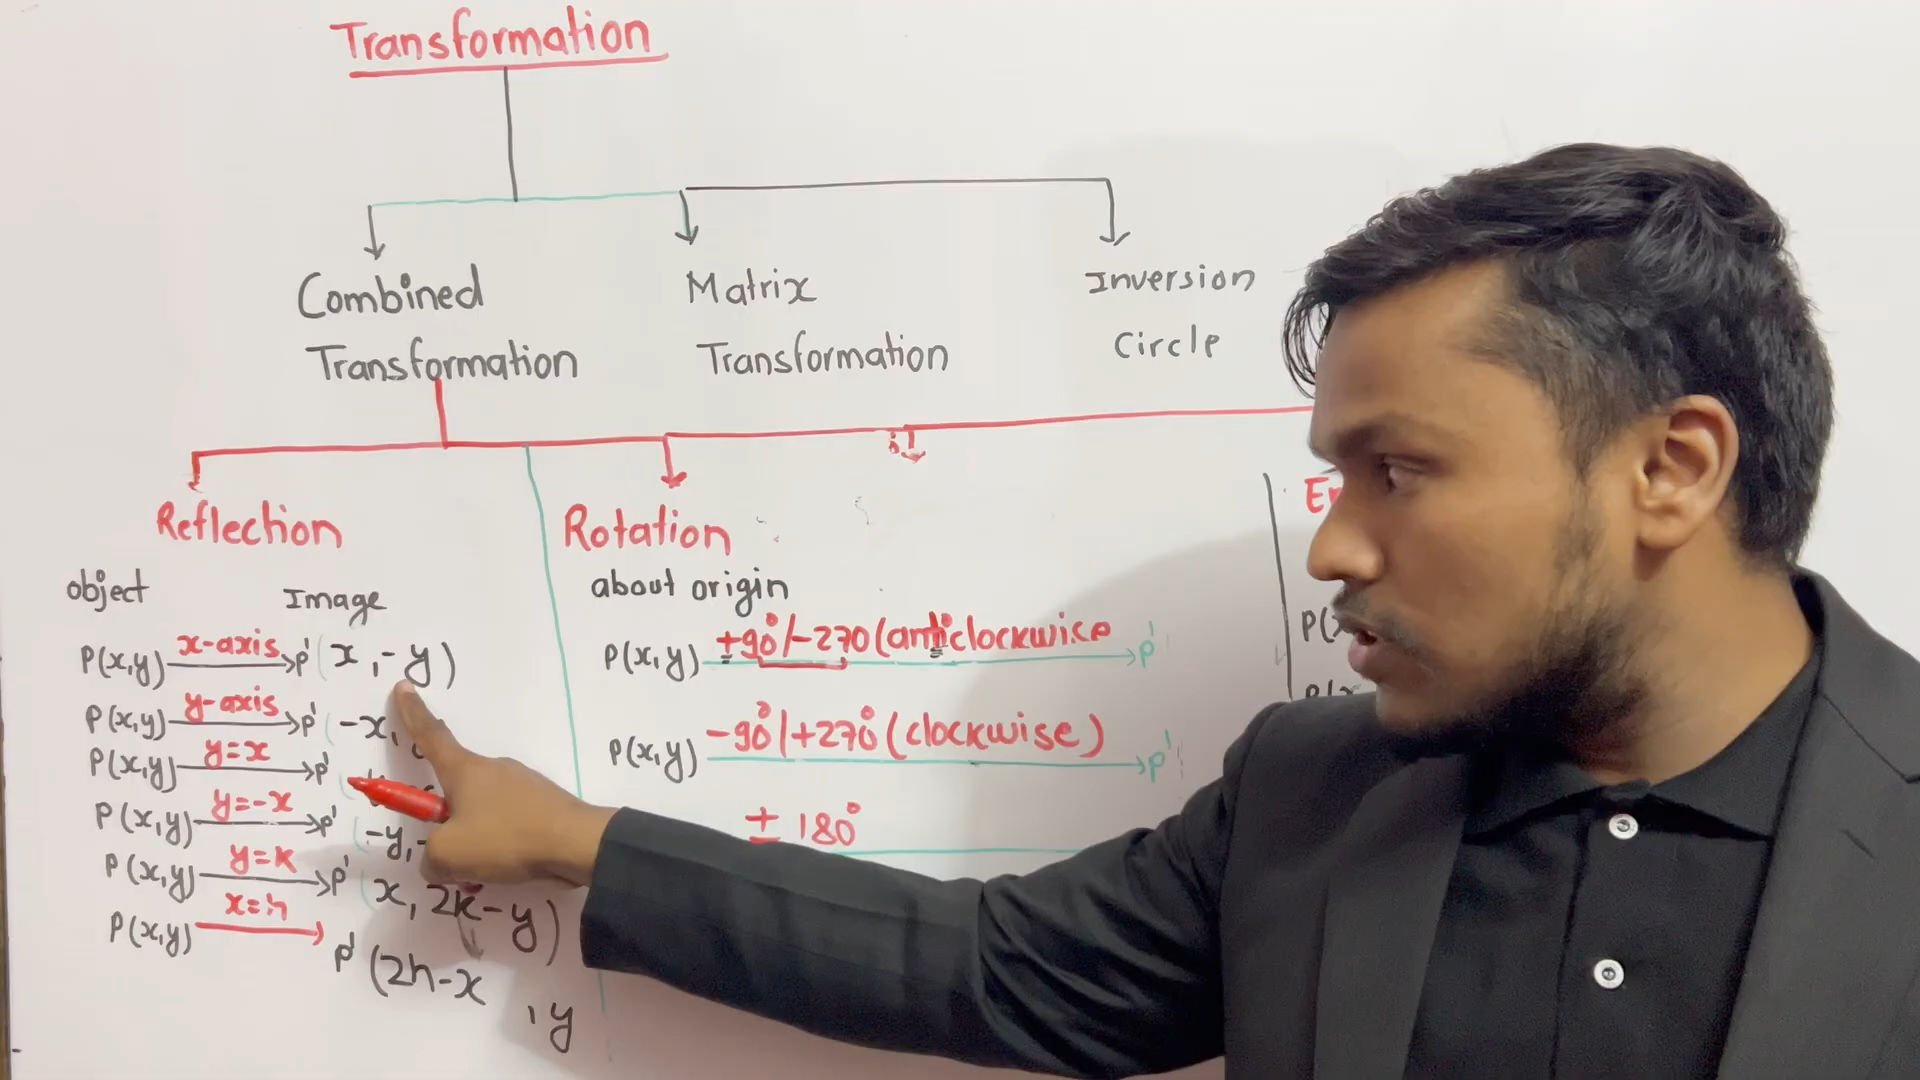 Transformation
Combined
Transformation
Matrix
Transformation
Inversion
Circle
Reflection
object Image
P(x,y) x-axis P' (x, -y)
P(x,y) y-axis P' (-x,
P(x,y) y=x P' (
P(x,y) y=-x P' (-y, -
P(x,y) y=k P' (x, 2k-y)
P(x,y) x=h P' (2h-x
, y
Rotation
about origin
P(x,y) +90°/-270° (anticlockwise P'
P(x,y) -90°/+270° (clockwise) P'
± 180°
P(x
P(x